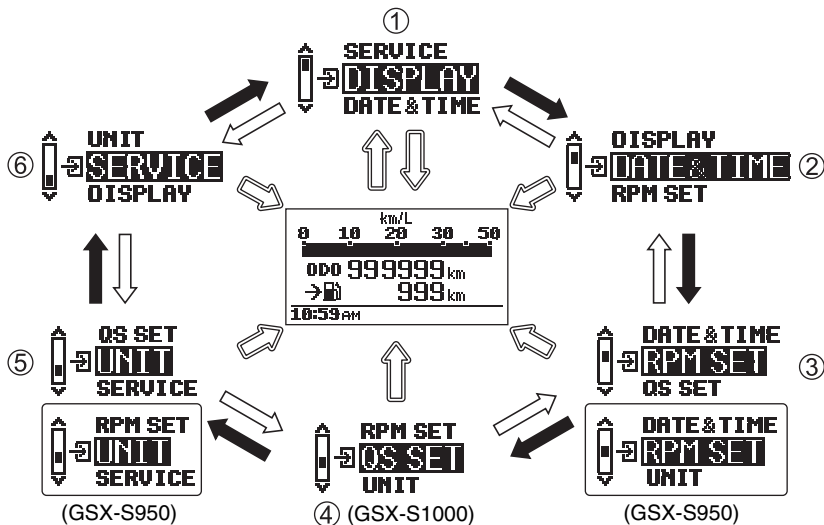 ①
SERVICE
DISPLAY
DATE&TIME
⑥
UNIT
SERVICE
DISPLAY
OISPLAY
DATE&TIME
RPM SET
②
km/L
0 10 20 30 50
ODO 999999 km
999 km
10:59 AM
⑤
QS SET
UNIT
SERVICE
DATE&TIME
RPM SET
QS SET
③
RPM SET
UNIT
SERVICE
RPM SET
QS SET
UNIT
DATE&TIME
RPM SET
UNIT
(GSX-S950)
④ (GSX-S1000)
(GSX-S950)